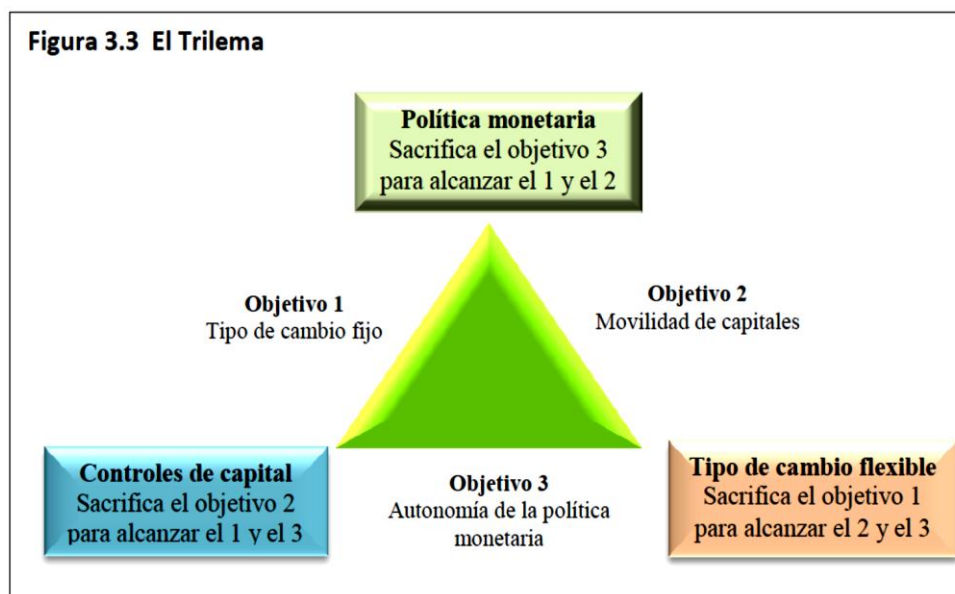 Figura 3.3 El Trilema
Política monetaria
Sacrifica el objetivo 3
para alcanzar el 1 y el 2
Objetivo 1
Tipo de cambio fijo
Objetivo 2
Movilidad de capitales
Controles de capital
Sacrifica el objetivo 2
para alcanzar el 1 y el 3
Objetivo 3
Autonomía de la política
monetaria
Tipo de cambio flexible
Sacrifica el objetivo 1
para alcanzar el 2 y el 3